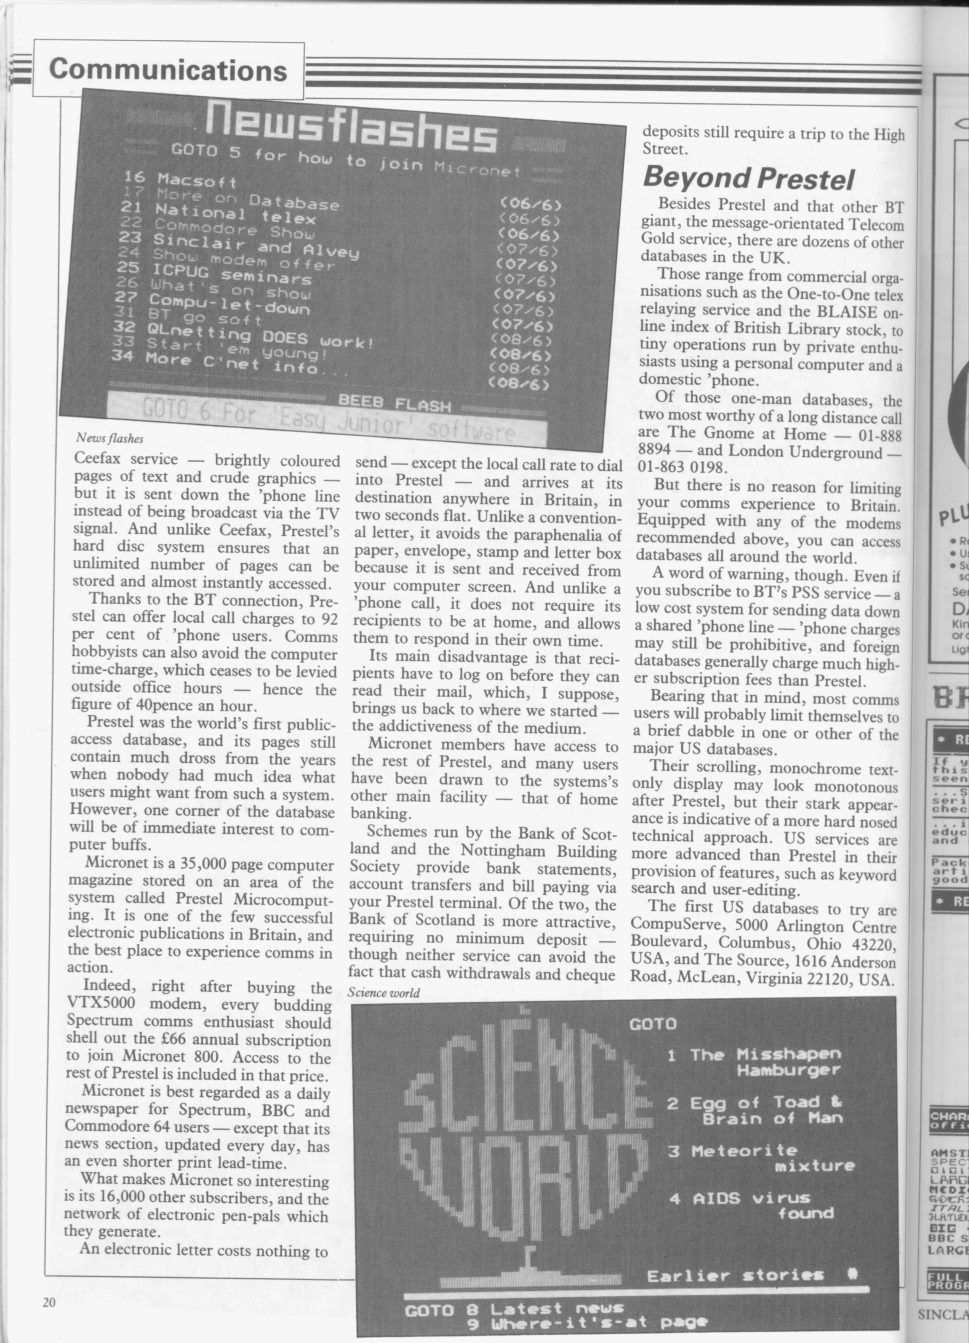 Communications
Newsflashes
GOTO 5 for how to join Micronet
16 Macsoft (06/6)
17 More on Database (06/6)
21 National telex (06/6)
22 Commodore Show (07/6)
23 Sinclair and Alvey (07/6)
24 Show modem offer (07/6)
25 ICPUG seminars (07/6)
26 What's on show (07/6)
27 Compu-let-down (07/6)
31 BT go soft (08/6)
32 QLnetting DOES work! (08/6)
33 Start 'em young! (08/6)
34 More C'net info... (08/6)
BEEB FLASH
GOTO 6 For 'Easy Junior' software
News flashes
Ceefax service — brightly coloured
pages of text and crude graphics —
but it is sent down the 'phone line
instead of being broadcast via the TV
signal. And unlike Ceefax, Prestel's
hard disc system ensures that an
unlimited number of pages can be
stored and almost instantly accessed.
Thanks to the BT connection, Pre-
stel can offer local call charges to 92
per cent of 'phone users. Comms
hobbyists can also avoid the computer
time-charge, which ceases to be levied
outside office hours — hence the
figure of 40pence an hour.
Prestel was the world's first public-
access database, and its pages still
contain much dross from the years
when nobody had much idea what
users might want from such a system.
However, one corner of the database
will be of immediate interest to com-
puter buffs.
Micronet is a 35,000 page computer
magazine stored on an area of the
system called Prestel Microcomput-
ing. It is one of the few successful
electronic publications in Britain, and
the best place to experience comms in
action.
Indeed, right after buying the
VTX5000 modem, every budding
Spectrum comms enthusiast should
shell out the £66 annual subscription
to join Micronet 800. Access to the
rest of Prestel is included in that price.
Micronet is best regarded as a daily
newspaper for Spectrum, BBC and
Commodore 64 users — except that its
news section, updated every day, has
an even shorter print lead-time.
What makes Micronet so interesting
is its 16,000 other subscribers, and the
network of electronic pen-pals which
they generate.
An electronic letter costs nothing to
send — except the local call rate to dial
into Prestel — and arrives at its
destination anywhere in Britain, in
two seconds flat. Unlike a convention-
al letter, it avoids the paraphenalia of
paper, envelope, stamp and letter box
because it is sent and received from
your computer screen. And unlike a
'phone call, it does not require its
recipients to be at home, and allows
them to respond in their own time.
Its main disadvantage is that reci-
pients have to log on before they can
read their mail, which, I suppose,
brings us back to where we started —
the addictiveness of the medium.
Micronet members have access to
the rest of Prestel, and many users
have been drawn to the systems's
other main facility — that of home
banking.
Schemes run by the Bank of Scot-
land and the Nottingham Building
Society provide bank statements,
account transfers and bill paying via
your Prestel terminal. Of the two, the
Bank of Scotland is more attractive,
requiring no minimum deposit —
though neither service can avoid the
fact that cash withdrawals and cheque
deposits still require a trip to the High
Street.
Beyond Prestel
Besides Prestel and that other BT
giant, the message-orientated Telecom
Gold service, there are dozens of other
databases in the UK.
Those range from commercial orga-
nisations such as the One-to-One telex
relaying service and the BLAISE on-
line index of British Library stock, to
tiny operations run by private enthu-
siasts using a personal computer and a
domestic 'phone.
Of those one-man databases, the
two most worthy of a long distance call
are The Gnome at Home — 01-888
8894 — and London Underground —
01-863 0198.
But there is no reason for limiting
your comms experience to Britain.
Equipped with any of the modems
recommended above, you can access
databases all around the world.
A word of warning, though. Even if
you subscribe to BT's PSS service — a
low cost system for sending data down
a shared 'phone line — 'phone charges
may still be prohibitive, and foreign
databases generally charge much high-
er subscription fees than Prestel.
Bearing that in mind, most comms
users will probably limit themselves to
a brief dabble in one or other of the
major US databases.
Their scrolling, monochrome text-
only display may look monotonous
after Prestel, but their stark appear-
ance is indicative of a more hard nosed
technical approach. US services are
more advanced than Prestel in their
provision of features, such as keyword
search and user-editing.
The first US databases to try are
CompuServe, 5000 Arlington Centre
Boulevard, Columbus, Ohio 43220,
USA, and The Source, 1616 Anderson
Road, McLean, Virginia 22120, USA.
Science world
SCIENCE
WORLD
GOTO
1 The Misshapen
Hamburger
2 Egg of Toad &
Brain of Man
3 Meteorite
mixture
4 AIDS virus
found
Earlier stories #
GOTO 8 Latest news
9 Where-it's-at page
20